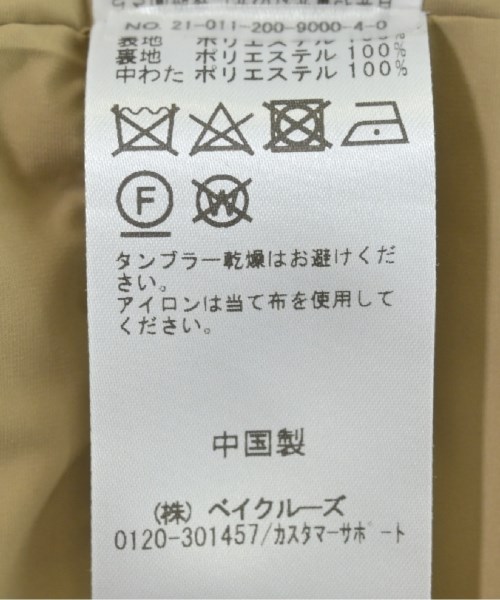 NO. 21-011-200-9000-4-0
表地 ポリエステル 100%
裏地 ポリエステル 100%
中わた ポリエステル 100%
F W
タンブラー乾燥はお避けくだ
さい。
アイロンは当て布を使用して
ください。
中国製
(株) ベイクルーズ
0120-301457/カスタマーサポート